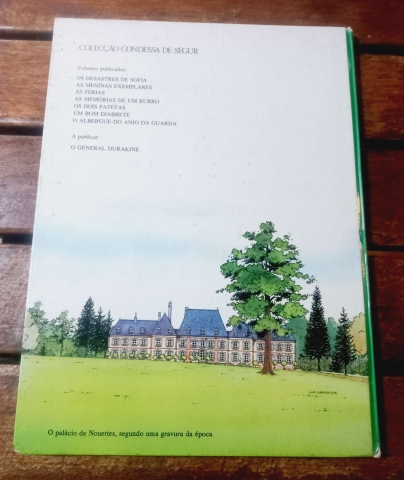 COLECÇÃO CONDESSA DE SÉGUR
Volumes publicados:
OS DESASTRES DE SOFIA
AS MENINAS EXEMPLARES
AS FÉRIAS
AS MEMÓRIAS DE UM BURRO
OS DOIS PATETAS
UM BOM DIABRETE
O ALBERGUE DO ANJO DA GUARDA
A publicar:
O GENERAL DURAKINE
O palácio de Nouettes, segundo uma gravura da época.